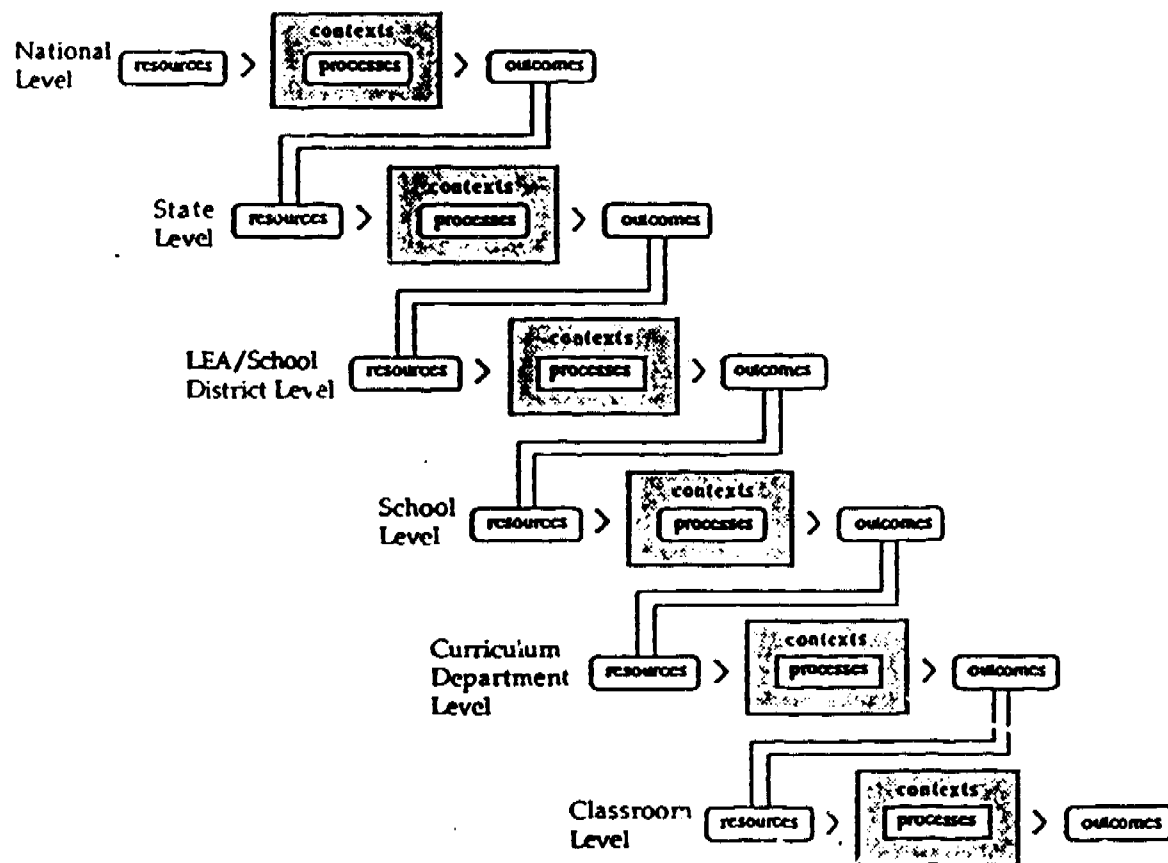 contexts
National
Level
resources > processes > outcomes
contexts
State
Level
resources > processes > outcomes
contexts
LEA/School
District Level
resources > processes > outcomes
contexts
School
Level
resources > processes > outcomes
contexts
Curriculum
Department
Level
resources > processes > outcomes
contexts
Classroom
Level
resources > processes > outcomes